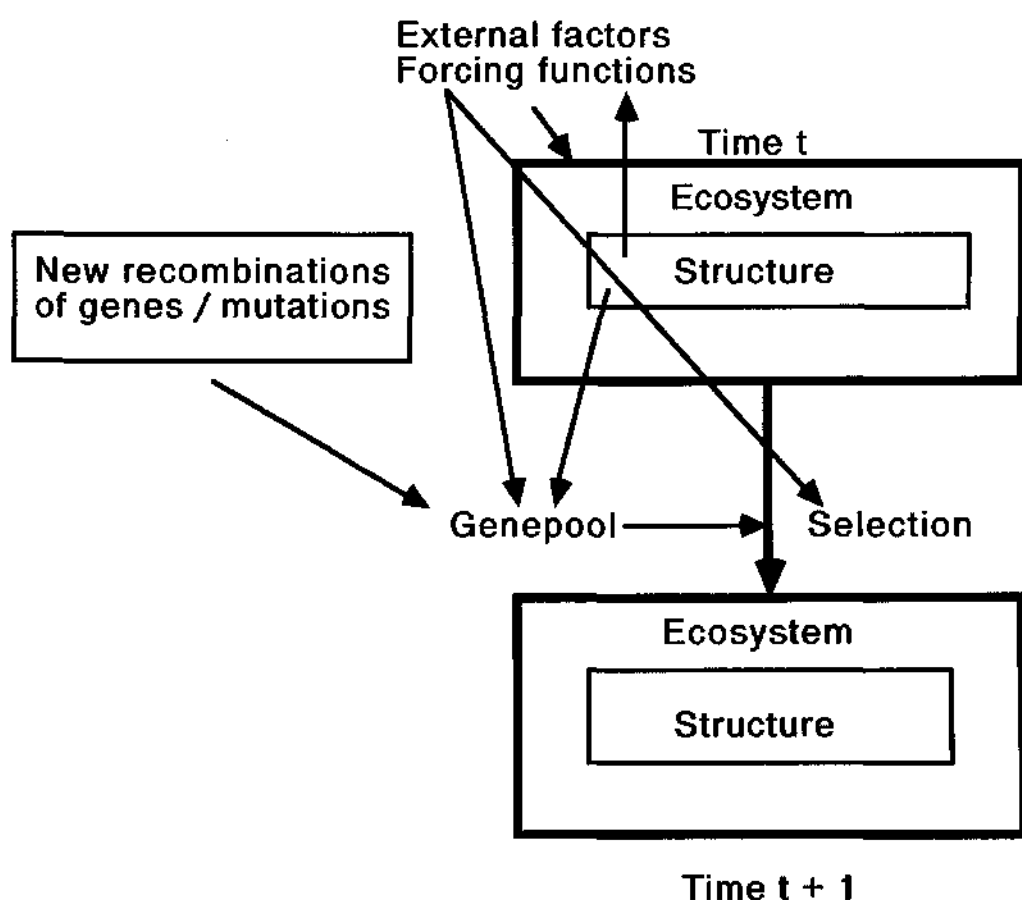 External factors
Forcing functions
Time t
Ecosystem
Structure
New recombinations
of genes / mutations
Genepool
Selection
Ecosystem
Structure
Time t + 1